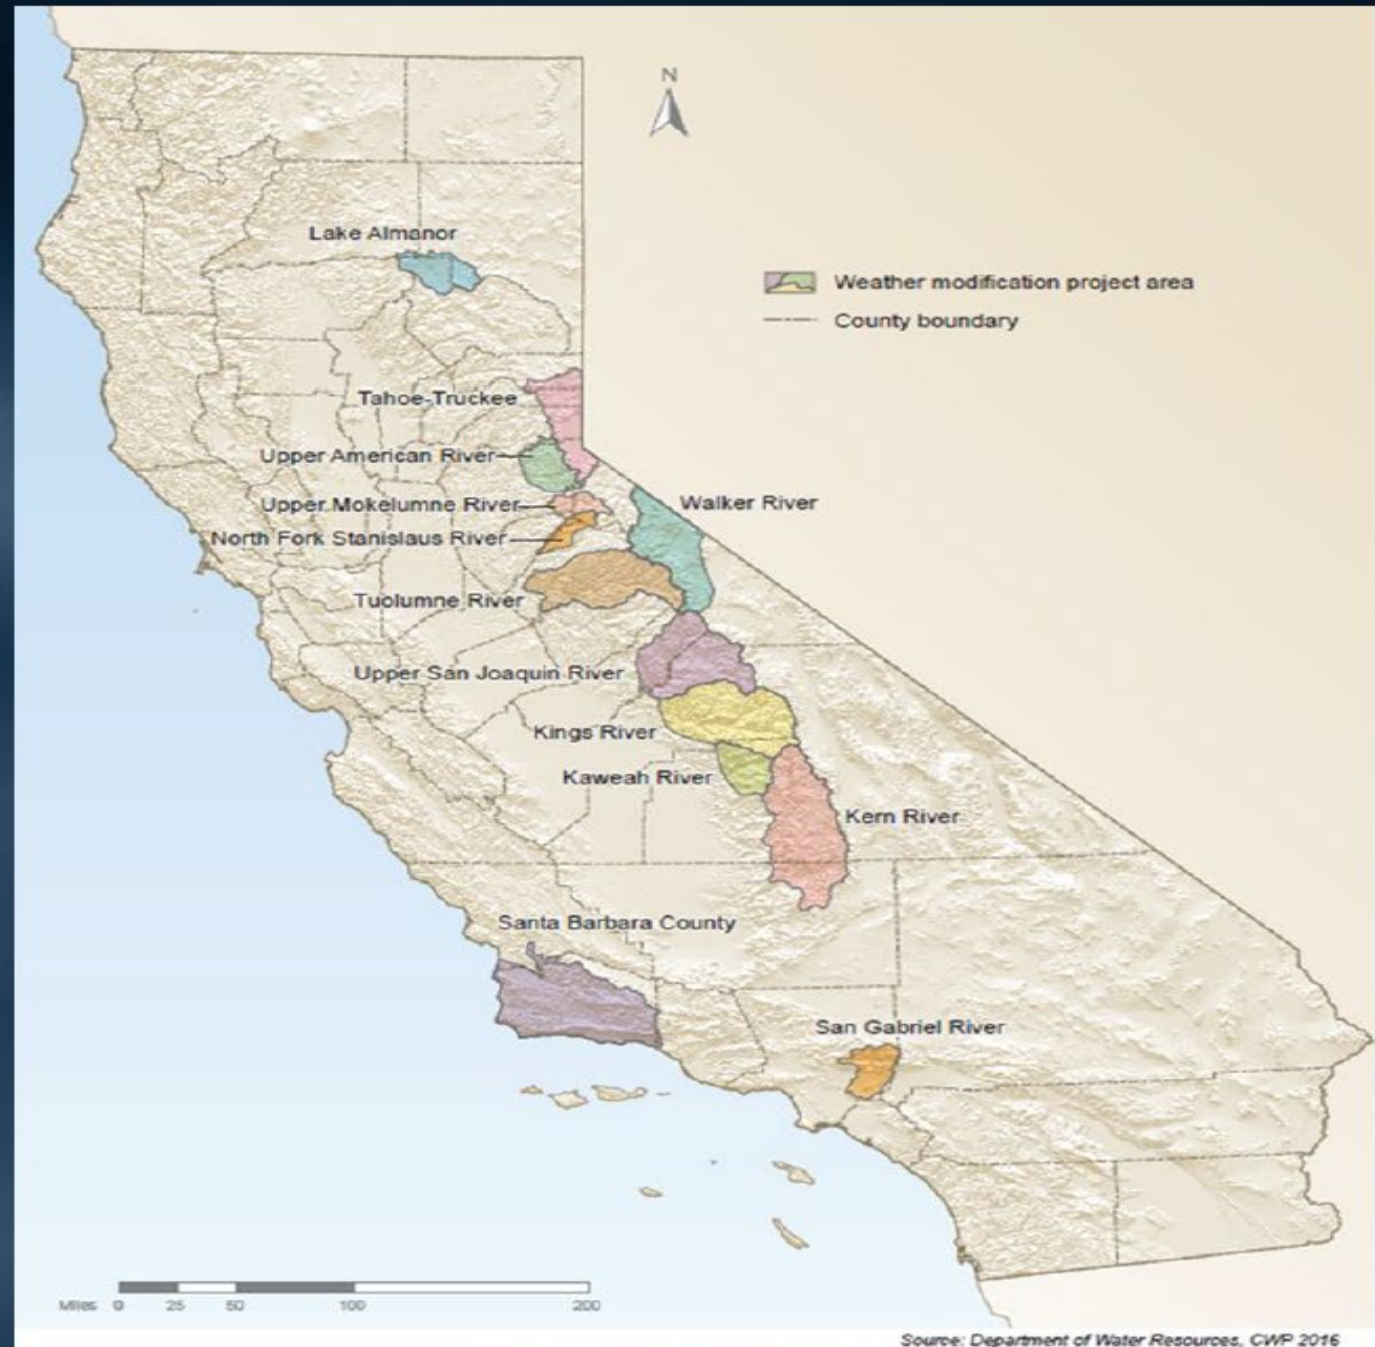 N
Lake Almanor
Weather modification project area
County boundary
Tahoe-Truckee
Upper American River
Upper Mokelumne River
Walker River
North Fork Stanislaus River
Tuolumne River
Upper San Joaquin River
Kings River
Kaweah River
Kern River
Santa Barbara County
San Gabriel River
Miles 0 25 50 100 200
Source: Department of Water Resources, CWP 2016